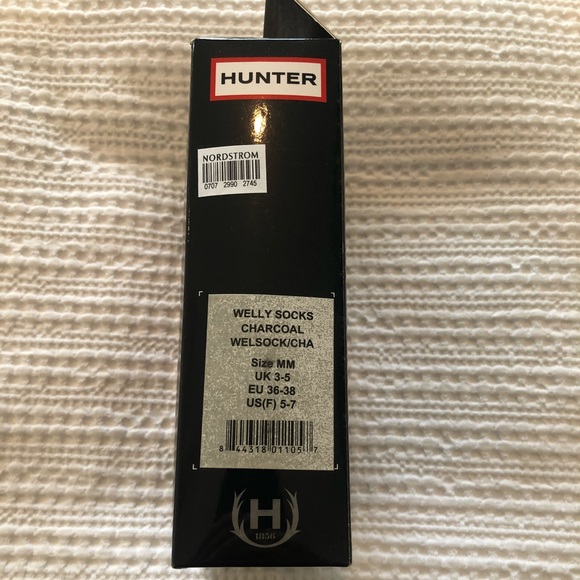 HUNTER
NORDSTROM
0707 2990 2745
WELLY SOCKS
CHARCOAL
WELSOCK/CHA
Size MM
UK 3-5
EU 36-38
US(F) 5-7
8 44318 01105 7
H
1856